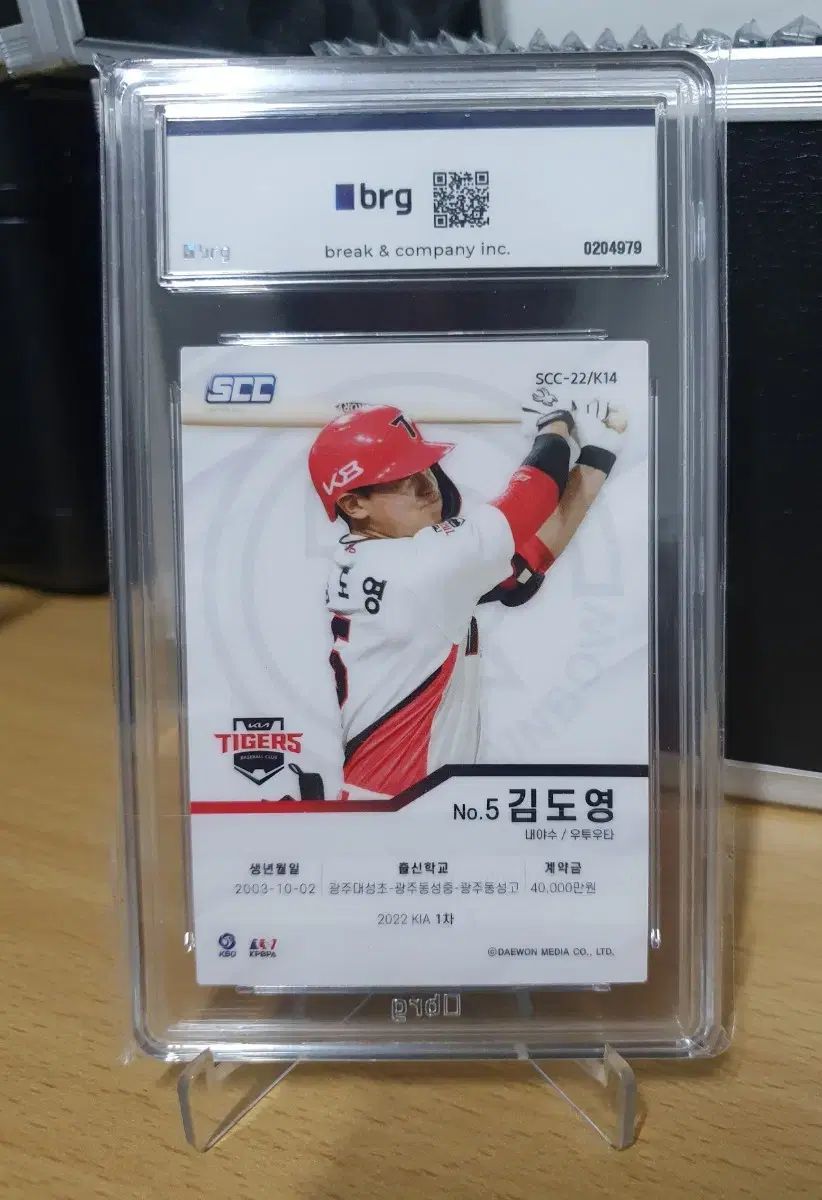 brg
brg
break & company inc.
0204979
SCC
SCC-22/K14
T
KB
영
5
KIA
TIGERS
BASEBALL CLUB
No.5 김도영
내야수 / 우투우타
생년월일 출신학교 계약금
2003-10-02 광주대성초-광주동성중-광주동성고 40,000만원
2022 KIA 1차
KBO KPBPA
©DAEWON MEDIA CO., LTD.
brg